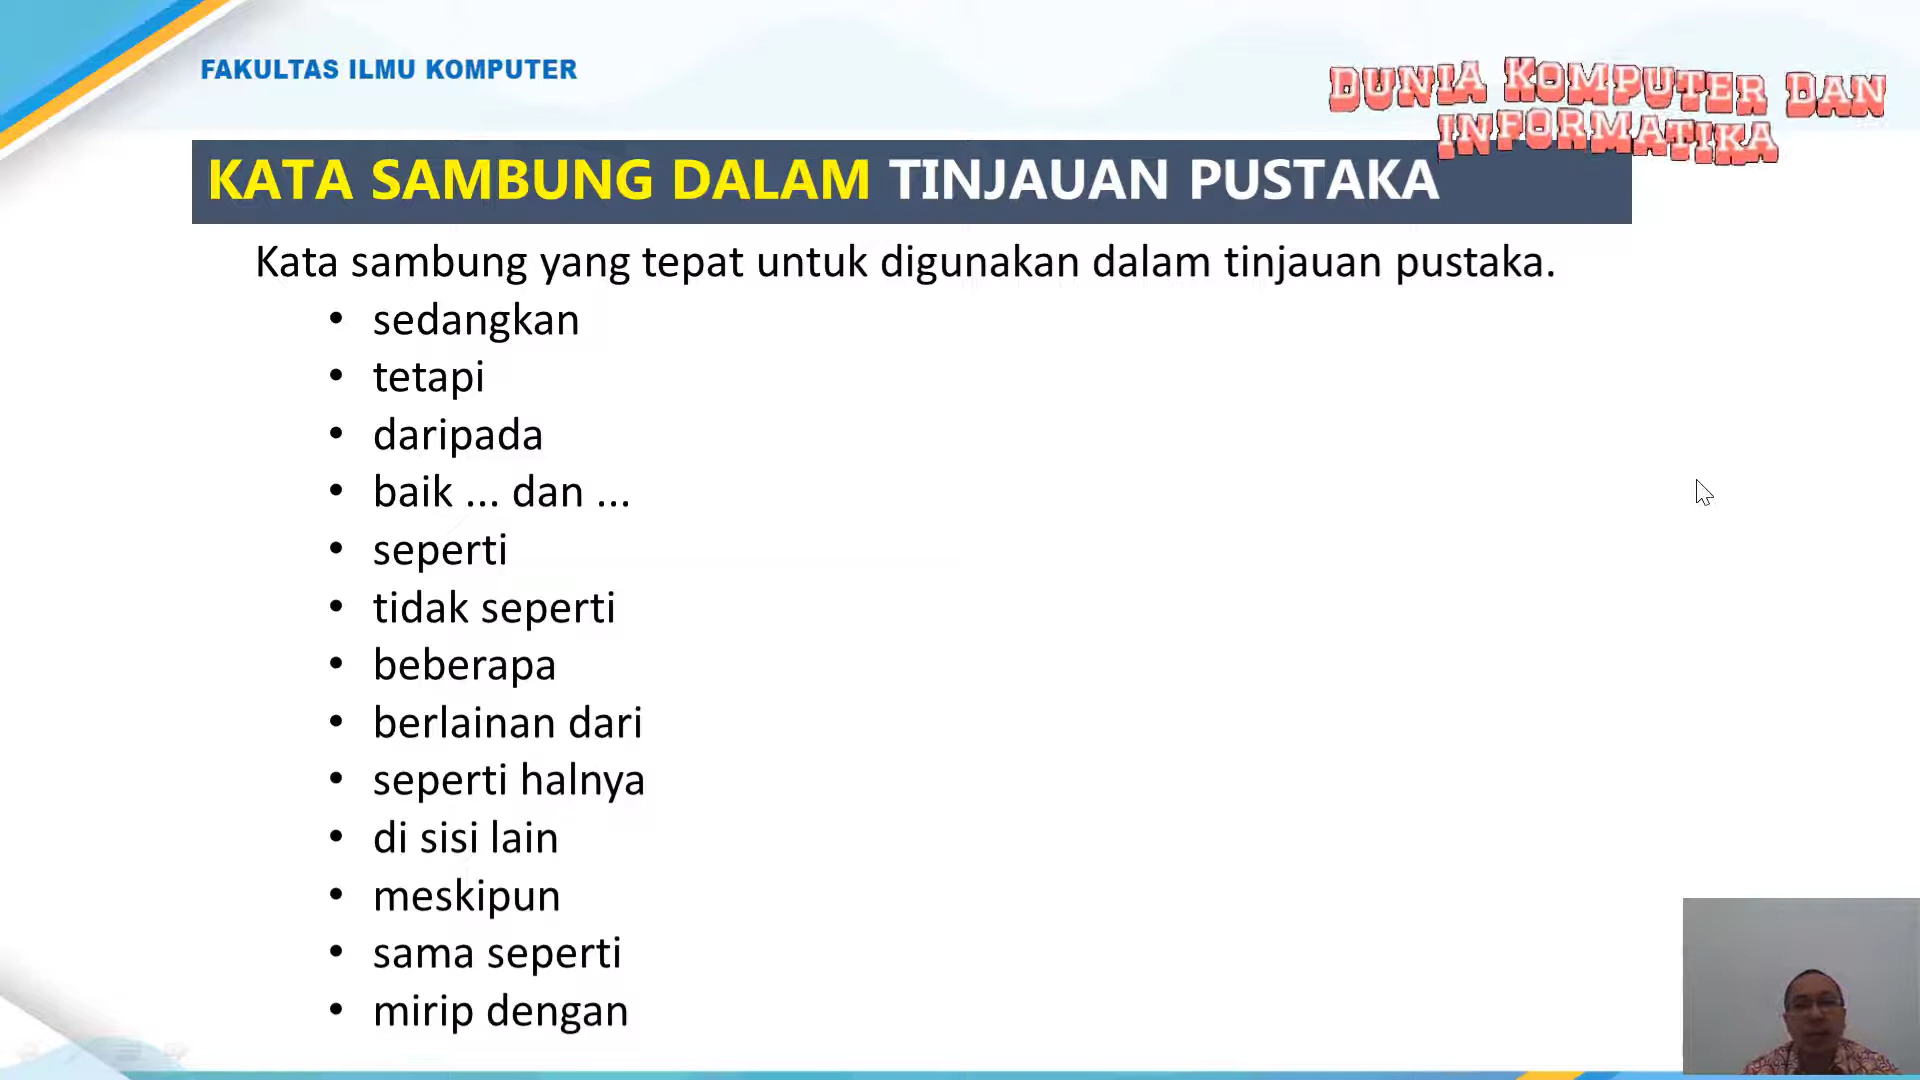 FAKULTAS ILMU KOMPUTER
DUNIA KOMPUTER DAN
INFORMATIKA
KATA SAMBUNG DALAM TINJAUAN PUSTAKA
Kata sambung yang tepat untuk digunakan dalam tinjauan pustaka.
• sedangkan
• tetapi
• daripada
• baik ... dan ...
• seperti
• tidak seperti
• beberapa
• berlainan dari
• seperti halnya
• di sisi lain
• meskipun
• sama seperti
• mirip dengan